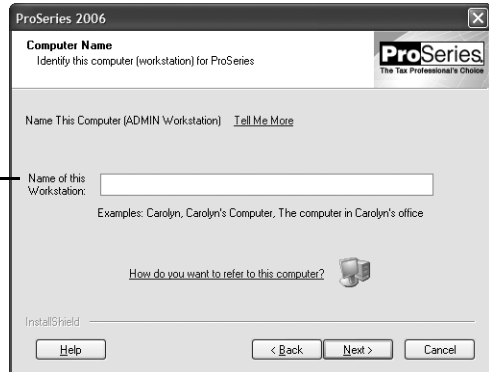 ProSeries 2006
Computer Name
Identify this computer (workstation) for ProSeries
ProSeries.
The Tax Professional's Choice
Name This Computer (ADMIN Workstation) Tell Me More
Name of this
Workstation:
Examples: Carolyn, Carolyn's Computer, The computer in Carolyn's office
How do you want to refer to this computer?
InstallShield
Help < Back Next > Cancel